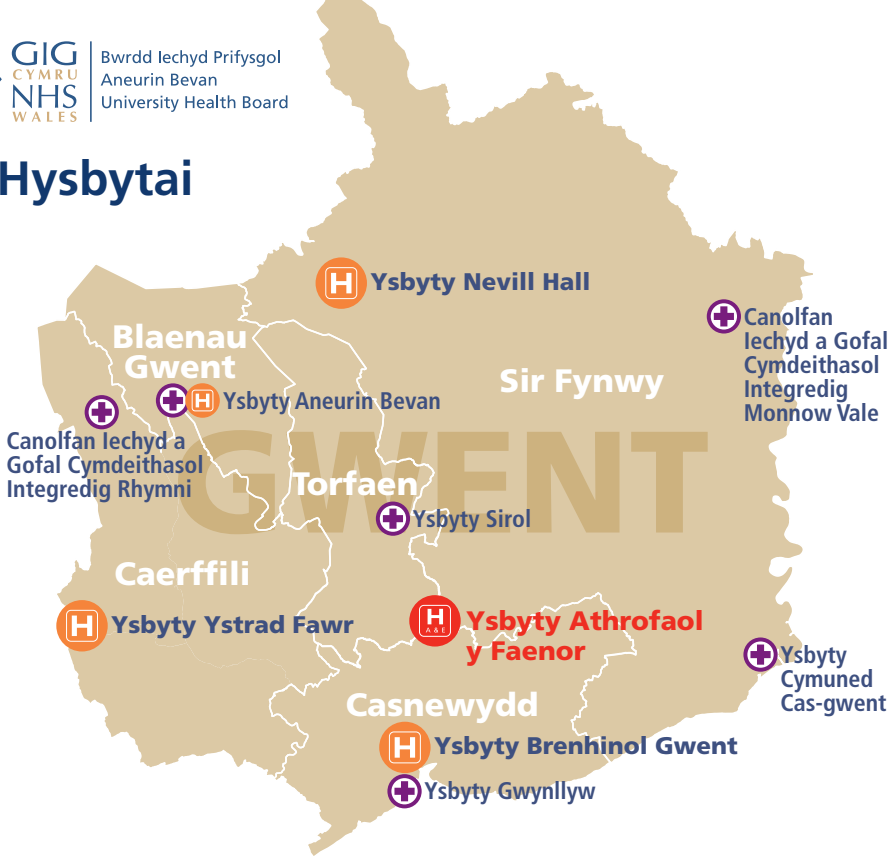 GIG
CYMRU
NHS
WALES
Bwrdd Iechyd Prifysgol
Aneurin Bevan
University Health Board
Hysbytai
H
Ysbyty Nevill Hall
Canolfan
Iechyd a Gofal
Cymdeithasol
Integredig
Monnow Vale
Blaenau
Gwent
Sir Fynwy
H
Ysbyty Aneurin Bevan
Canolfan Iechyd a
Gofal Cymdeithasol
Integredig Rhymni
GWENT
Torfaen
Ysbyty Sirol
Caerffili
H
Ysbyty Ystrad Fawr
H
A & E
Ysbyty Athrofaol
y Faenor
Ysbyty
Cymuned
Cas-gwent
Casnewydd
H
Ysbyty Brenhinol Gwent
Ysbyty Gwynllyw